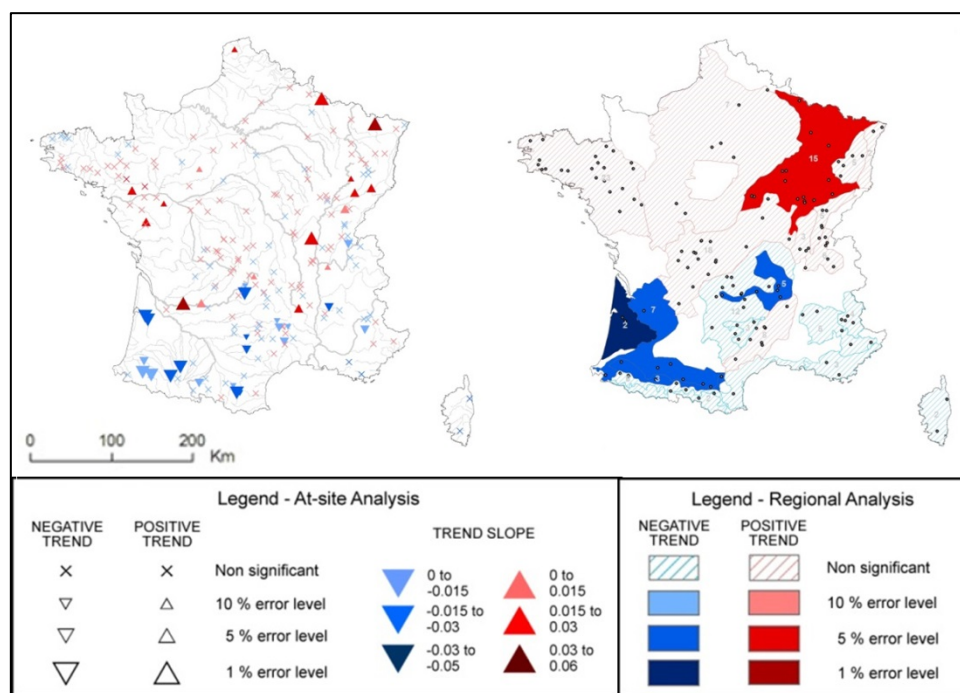 7
15
2
7
6
12
3
0 100 200
Km
Legend - At-site Analysis
NEGATIVE TREND
POSITIVE TREND
Non significant
10 % error level
5 % error level
1 % error level
TREND SLOPE
0 to -0.015
-0.015 to -0.03
-0.03 to -0.05
0 to 0.015
0.015 to 0.03
0.03 to 0.06
Legend - Regional Analysis
NEGATIVE TREND
POSITIVE TREND
Non significant
10 % error level
5 % error level
1 % error level